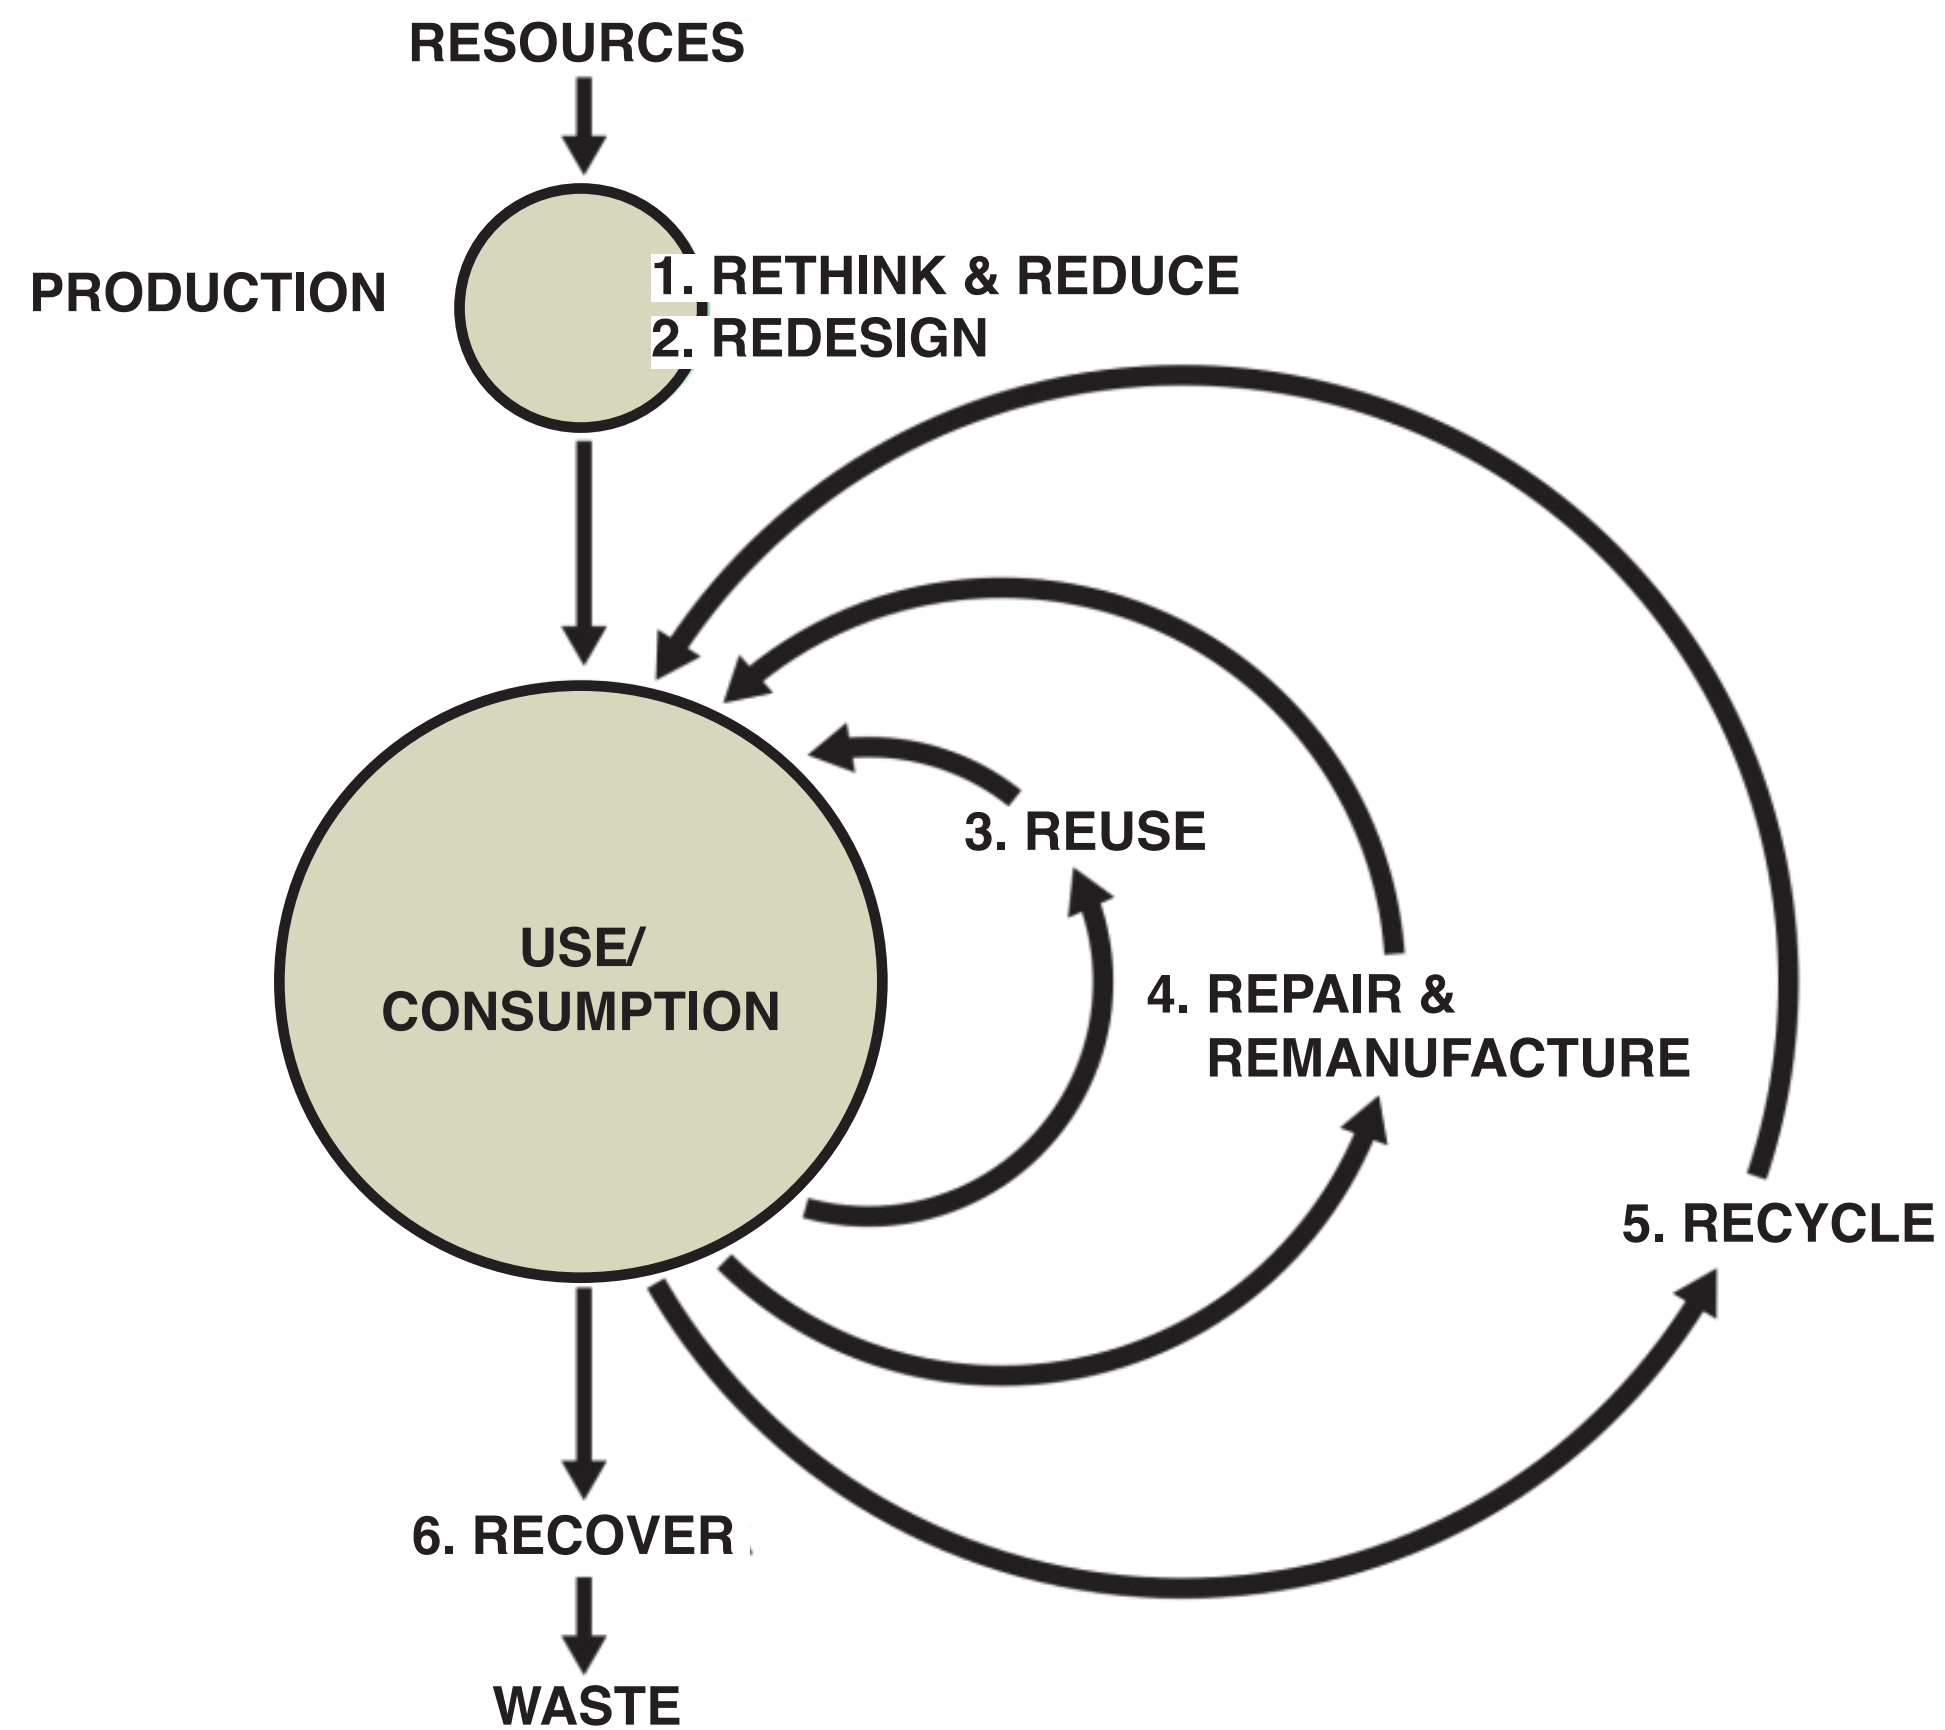 RESOURCES
PRODUCTION
1. RETHINK & REDUCE
2. REDESIGN
3. REUSE
USE/
CONSUMPTION
4. REPAIR &
REMANUFACTURE
5. RECYCLE
6. RECOVER
WASTE